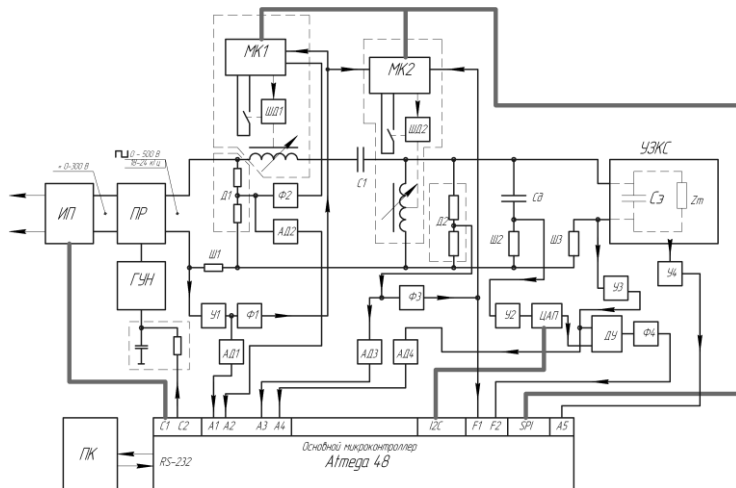 МК1
МК2
ШД1
ШД2
УЗКС
0 - 500 В
18-24 кГц
+ 0-300 В
С1
Д1
Ф2
АД2
Д2
Сд
Сэ
Zm
ИП
ПР
Ш1
Ш2
Ш3
ГУН
У1
Ф1
Ф3
У2
ЦАП
У3
У4
ДУ
Ф4
АД1
АД3
АД4
С1 С2 А1 А2 А3 А4 I2C F1 F2 SPI А5
ПК
RS-232
Основной микроконтроллер
Atmega 48